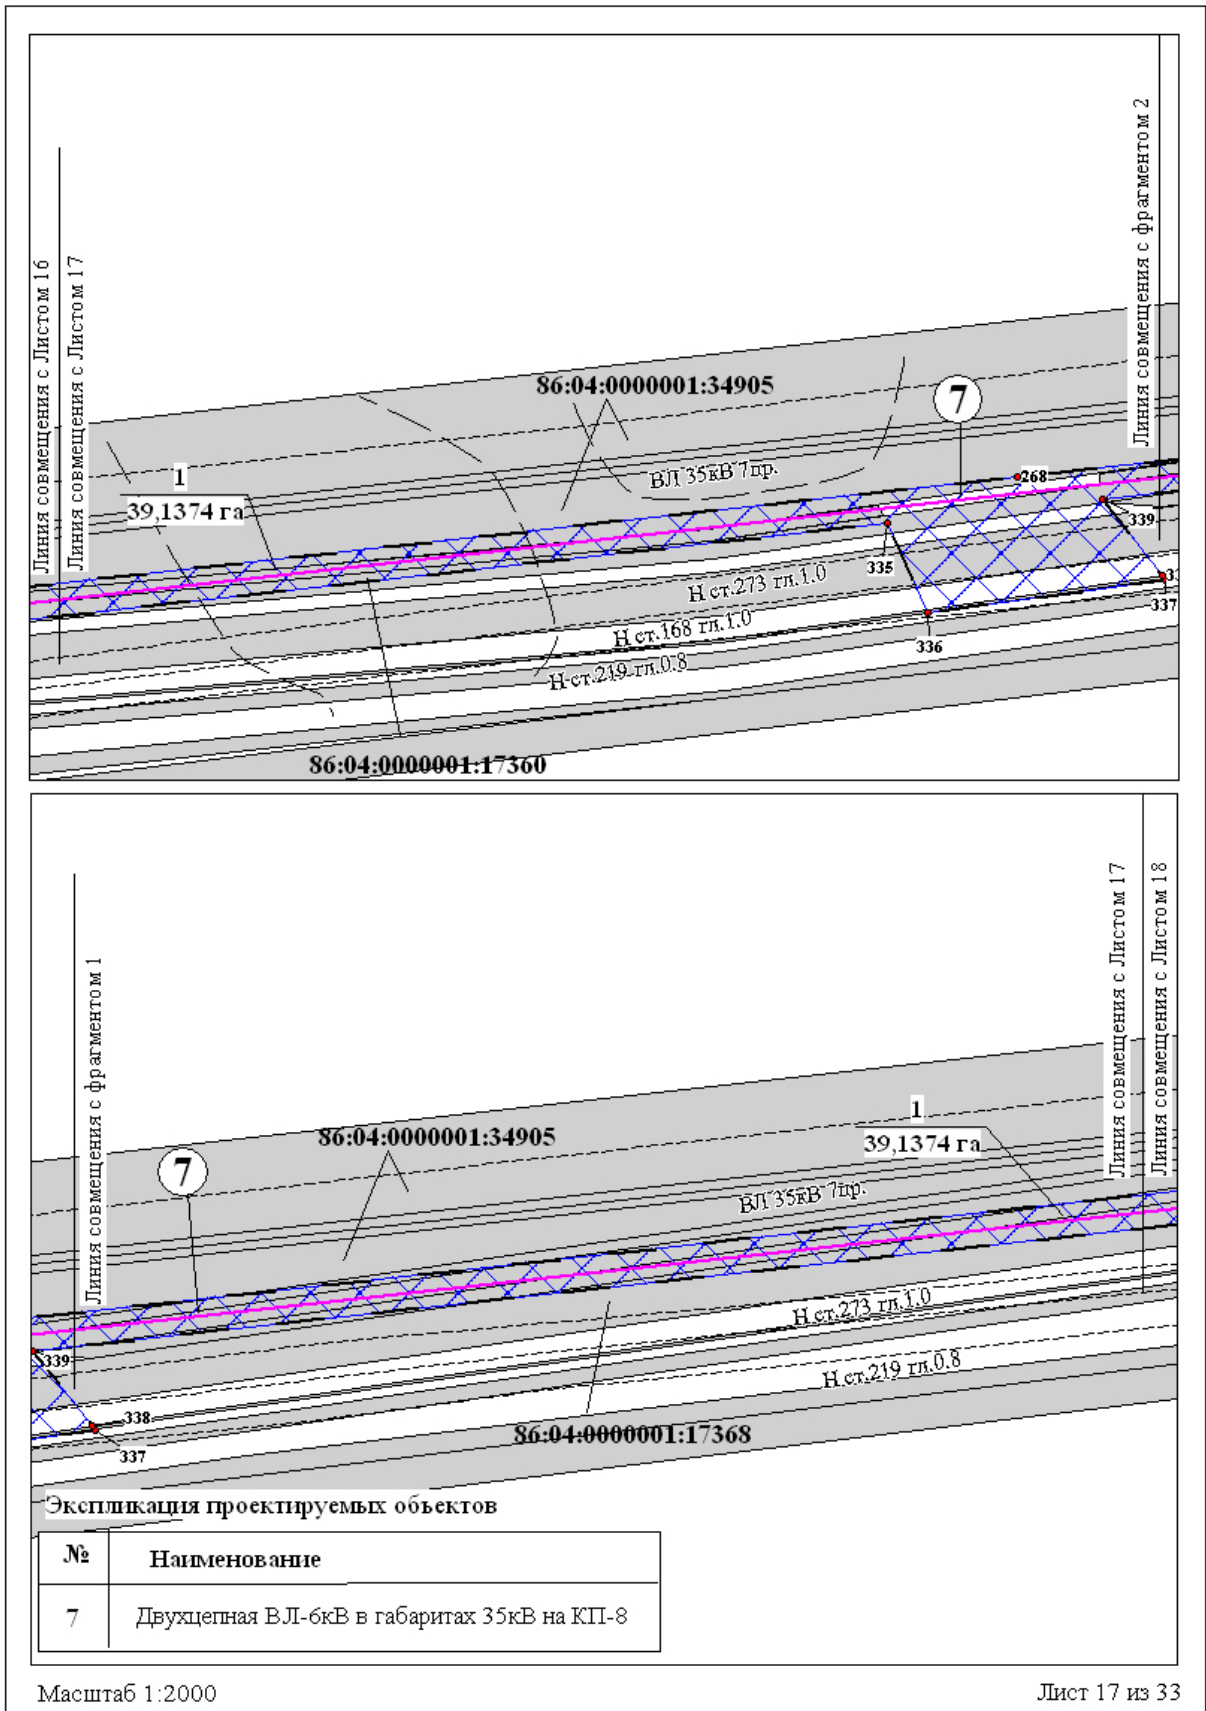 Линия совмещения с Листом 16
Линия совмещения с Листом 17
Линия совмещения с фрагментом 2
86:04:0000001:34905
7
1
39,1374 га
ВЛ 35кВ 7пр.
268
339
335
Н ст.273 гл.1.0
337
Н ст.168 гл.1.0
336
Н ст.219 гл.0.8
86:04:0000001:17360
Линия совмещения с фрагментом 1
Линия совмещения с Листом 17
Линия совмещения с Листом 18
1
39,1374 га
86:04:0000001:34905
7
ВЛ 35кВ 7пр.
Н ст.273 гл.1.0
339
Н ст.219 гл.0.8
338
86:04:0000001:17368
337
Экспликация проектируемых объектов
№ Наименование
7 Двухцепная ВЛ-6кВ в габаритах 35кВ на КП-8
Масштаб 1:2000
Лист 17 из 33